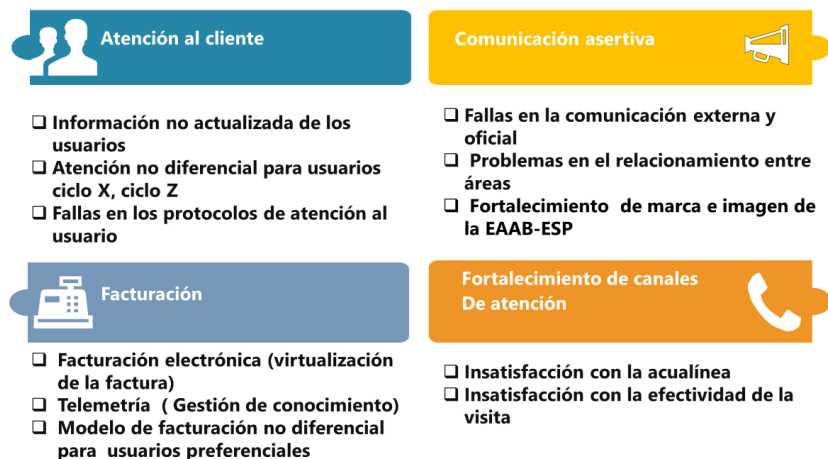 Atención al cliente
❑ Información no actualizada de los
usuarios
❑ Atención no diferencial para usuarios
ciclo X, ciclo Z
❑ Fallas en los protocolos de atención al
usuario
Comunicación asertiva
❑ Fallas en la comunicación externa y
oficial
❑ Problemas en el relacionamiento entre
áreas
❑ Fortalecimiento de marca e imagen de
la EAAB-ESP
Facturación
❑ Facturación electrónica (virtualización
de la factura)
❑ Telemetría ( Gestión de conocimiento)
❑ Modelo de facturación no diferencial
para usuarios preferenciales
Fortalecimiento de canales
De atención
❑ Insatisfacción con la acualínea
❑ Insatisfacción con la efectividad de la
visita